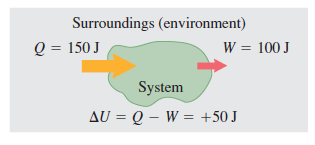 Surroundings (environment)
Q = 150 J
W = 100 J
System
ΔU = Q − W = +50 J